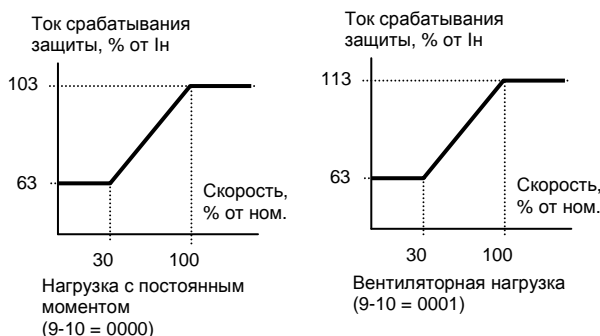 Ток срабатывания
защиты, % от Iн
103
63
Скорость,
% от ном.
30
100
Нагрузка с постоянным
моментом
(9-10 = 0000)
Ток срабатывания
защиты, % от Iн
113
63
Скорость,
% от ном.
30
100
Вентиляторная нагрузка
(9-10 = 0001)